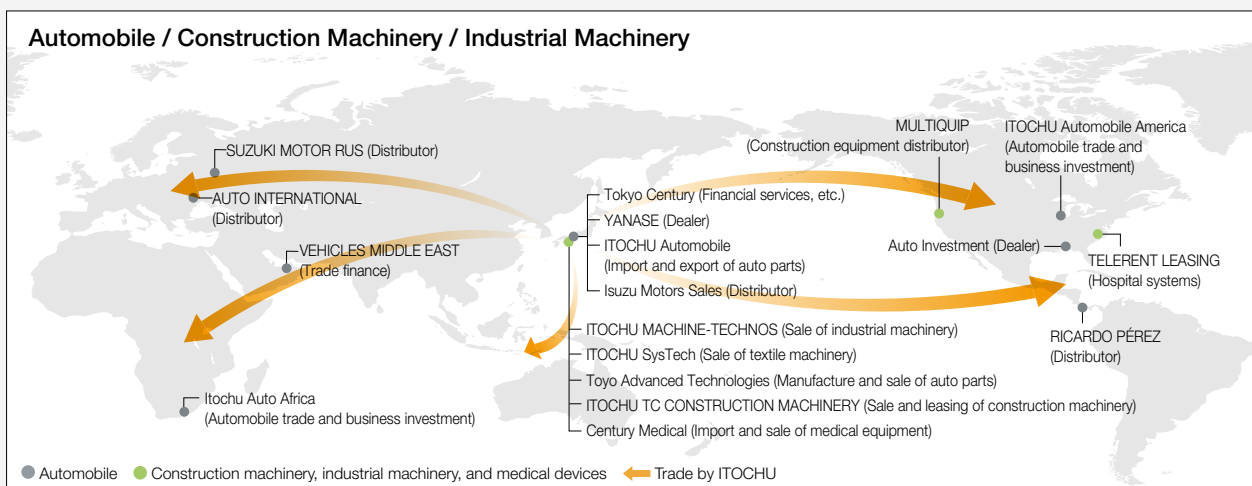 Automobile / Construction Machinery / Industrial Machinery
SUZUKI MOTOR RUS (Distributor)
AUTO INTERNATIONAL
(Distributor)
VEHICLES MIDDLE EAST
(Trade finance)
Itochu Auto Africa
(Automobile trade and business investment)
Tokyo Century (Financial services, etc.)
YANASE (Dealer)
ITOCHU Automobile
(Import and export of auto parts)
Isuzu Motors Sales (Distributor)
ITOCHU MACHINE-TECHNOS (Sale of industrial machinery)
ITOCHU SysTech (Sale of textile machinery)
Toyo Advanced Technologies (Manufacture and sale of auto parts)
ITOCHU TC CONSTRUCTION MACHINERY (Sale and leasing of construction machinery)
Century Medical (Import and sale of medical equipment)
MULTIQUIP
(Construction equipment distributor)
ITOCHU Automobile America
(Automobile trade and
business investment)
Auto Investment (Dealer)
TELERENT LEASING
(Hospital systems)
RICARDO PÉREZ
(Distributor)
Automobile
Construction machinery, industrial machinery, and medical devices
Trade by ITOCHU